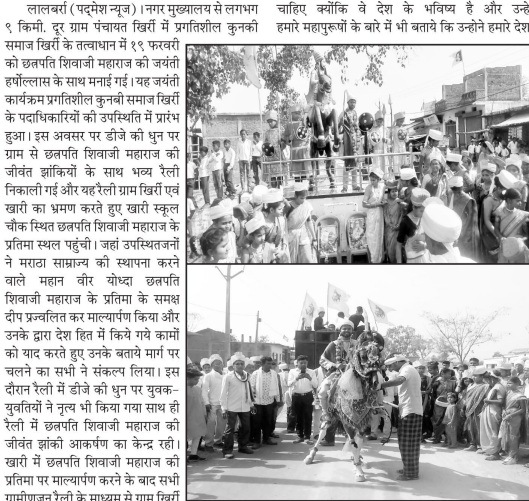 लालबर्रा (पद्मेश न्यूज)। नगर मुख्यालय से लगभग
९ किमी. दूर ग्राम पंचायत खिर्री में प्रगतिशील कुनकी
समाज खिर्री के तत्वाधान में १९ फरवरी
को छत्रपति शिवाजी महाराज की जयंती
हर्षोल्लास के साथ मनाई गई। यह जयंती
कार्यक्रम प्रगतिशील कुनबी समाज खिर्री
के पदाधिकारियों की उपस्थिति में प्रारंभ
हुआ। इस अवसर पर डीजे की धुन पर
ग्राम से छत्रपति शिवाजी महाराज की
जीवंत झांकियों के साथ भव्य रैली
निकाली गई और यह रैली ग्राम खिर्री एवं
खारी का भ्रमण करते हुए खारी स्कूल
चौक स्थित छत्रपति शिवाजी महाराज के
प्रतिमा स्थल पहुंची। जहां उपस्थितजनों
ने मराठा साम्राज्य की स्थापना करने
वाले महान वीर योध्दा छत्रपति
शिवाजी महाराज के प्रतिमा के समक्ष
दीप प्रज्वलित कर माल्यार्पण किया और
उनके द्वारा देश हित में किये गये कामों
को याद करते हुए उनके बताये मार्ग पर
चलने का सभी ने संकल्प लिया। इस
दौरान रैली में डीजे की धुन पर युवक-
युवतियों ने नृत्य भी किया गया साथ ही
रैली में छत्रपति शिवाजी महाराज की
जीवंत झांकी आकर्षण का केन्द्र रही।
खारी में छत्रपति शिवाजी महाराज की
प्रतिमा पर माल्यार्पण करने के बाद सभी
ग्रामीणजन रैली के माध्यम से ग्राम खिर्री
चाहिए क्योंकि वे देश के भविष्य है और उन्हे
हमारे महापुरूषों के बारे में भी बताये कि उन्होने हमारे देश